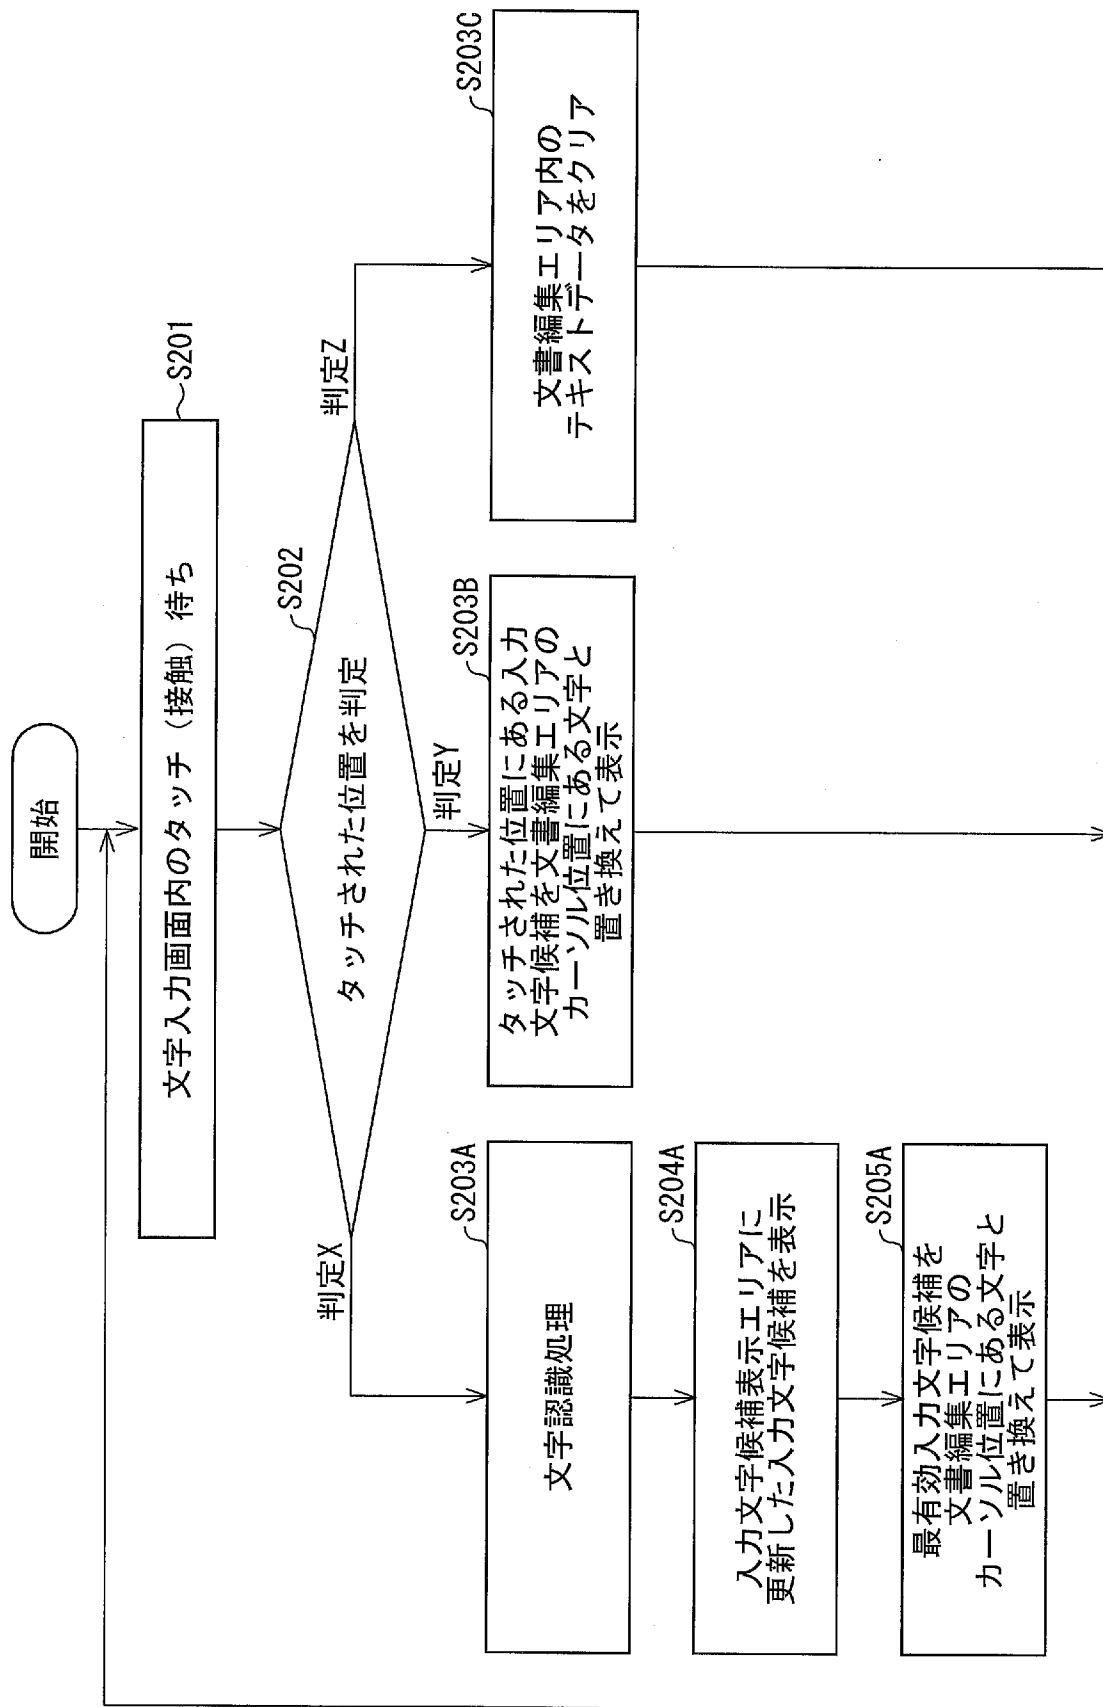 開始
文字入力画面内のタッチ（接触）待ち
S201
タッチされた位置を判定
S202
判定X
判定Y
判定Z
文字認識処理
S203A
入力文字候補表示エリアに
更新した入力文字候補を表示
S204A
最有効入力文字候補を
文書編集エリアの
カーソル位置にある文字と
置き換えて表示
S205A
タッチされた位置にある入力
文字候補を文書編集エリアの
カーソル位置にある文字と
置き換えて表示
S203B
文書編集エリア内の
テキストデータをクリア
S203C